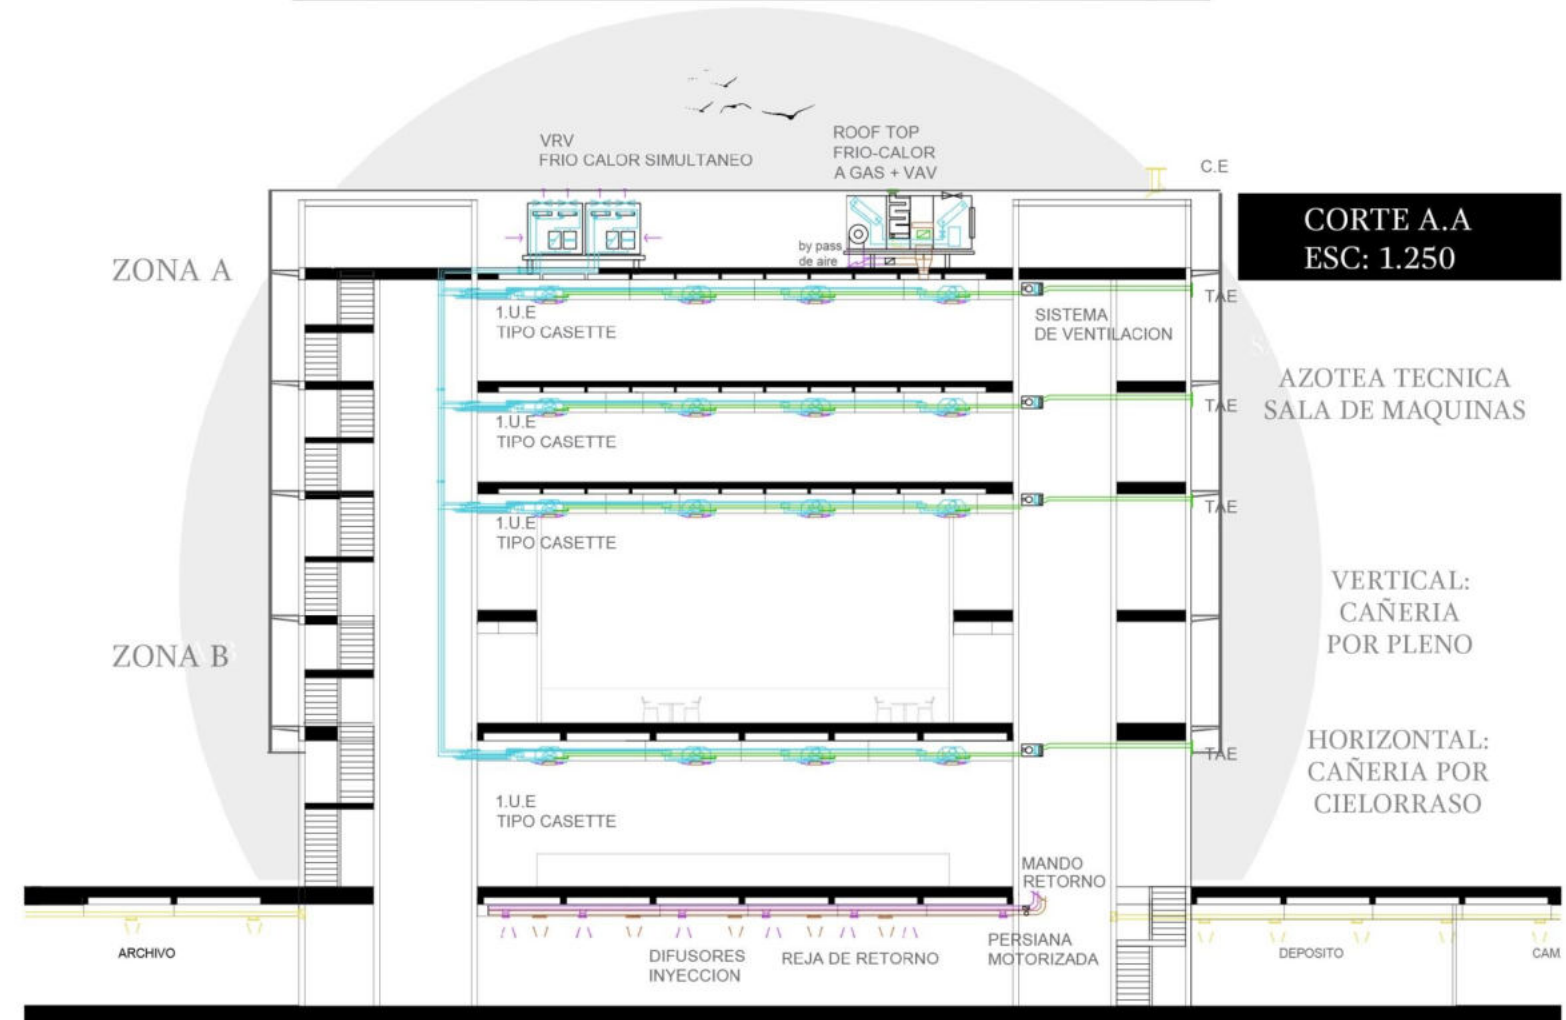 VRV
FRIO CALOR SIMULTANEO
ROOF TOP
FRIO-CALOR
A GAS + VAV
C.E
CORTE A.A
ESC: 1.250
by pass
de aire
ZONA A
TAE
1.U.E
TIPO CASETTE
SISTEMA
DE VENTILACION
AZOTEA TECNICA
SALA DE MAQUINAS
TAE
1.U.E
TIPO CASETTE
TAE
1.U.E
TIPO CASETTE
VERTICAL:
CAÑERIA
POR PLENO
ZONA B
HORIZONTAL:
CAÑERIA POR
CIELORRASO
TAE
1.U.E
TIPO CASETTE
MANDO
RETORNO
ARCHIVO
DIFUSORES
INYECCION
REJA DE RETORNO
PERSIANA
MOTORIZADA
DEPOSITO
CAM